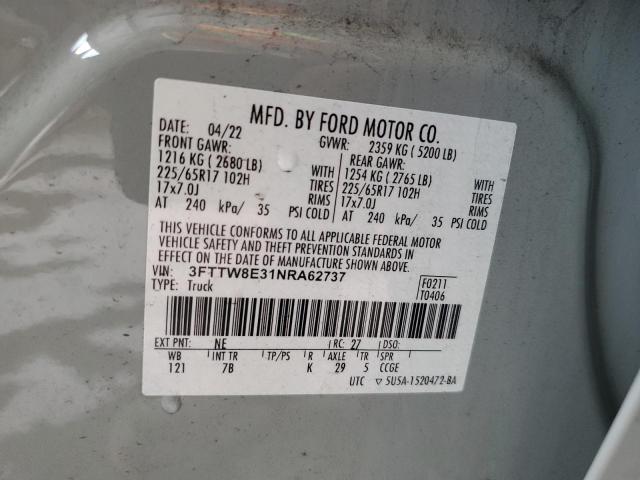 MFD. BY FORD MOTOR CO.
DATE: 04/22 GVWR: 2359 KG ( 5200 LB)
FRONT GAWR: REAR GAWR:
1216 KG ( 2680 LB) WITH 1254 KG ( 2765 LB) WITH
225/65R17 102H TIRES 225/65R17 102H TIRES
17x7.0J RIMS 17x7.0J RIMS
AT 240 kPa/ 35 PSI COLD AT 240 kPa/ 35 PSI COLD
THIS VEHICLE CONFORMS TO ALL APPLICABLE FEDERAL MOTOR
VEHICLE SAFETY AND THEFT PREVENTION STANDARDS IN
EFFECT ON THE DATE OF MANUFACTURE SHOWN ABOVE.
VIN: 3FTTW8E31NRA62737
TYPE: Truck F0211
T0406
EXT PNT: NE RC: 27 DSO:
WB INT TR TP/PS R AXLE TR SPR
121 7B K 29 5 CCGE
UTC ▽ 5U5A-1520472-BA